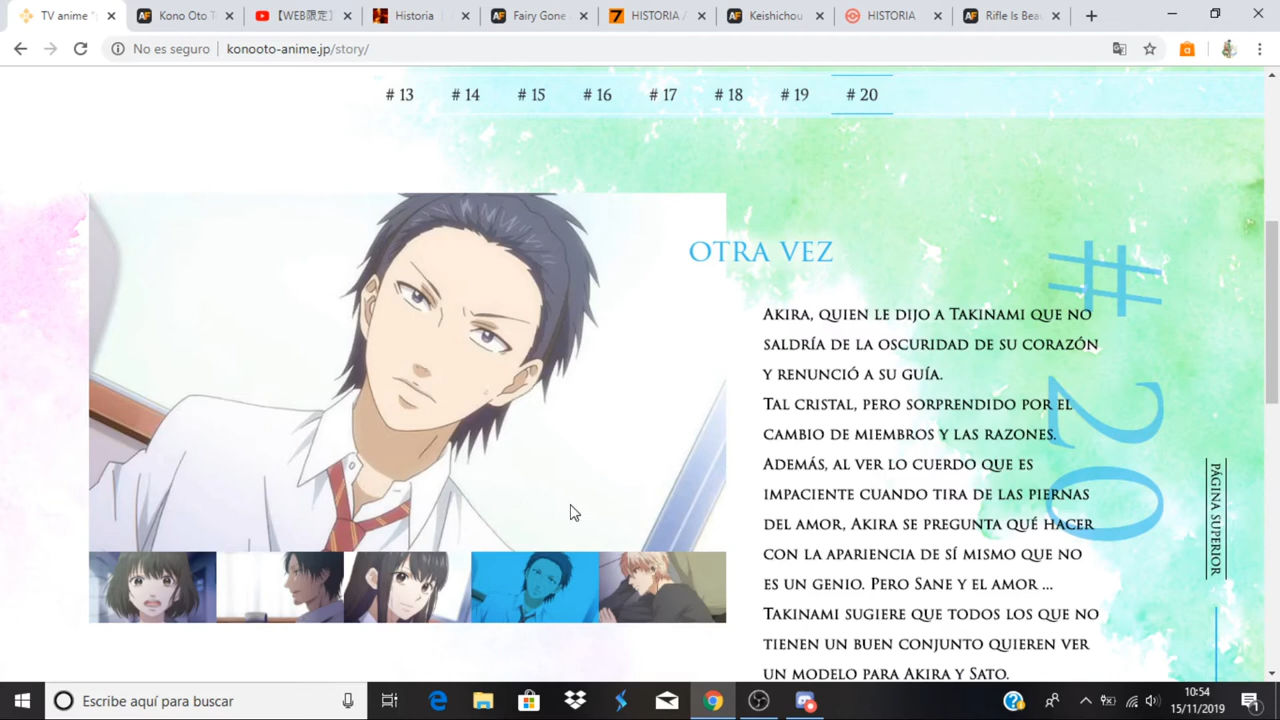 TV anime "
Kono Oto T
【WEB限定】
Historia
Fairy Gone
HISTORIA /
Keishichou
HISTORIA
Rifle Is Bea
No es seguro
konooto-anime.jp/story/
# 13
# 14
# 15
# 16
# 17
# 18
# 19
# 20
OTRA VEZ
# 20
Akira, quien le dijo a Takinami que no
saldría de la oscuridad de su corazón
y renunció a su guía.
Tal cristal, pero sorprendido por el
cambio de miembros y las razones.
Además, al ver lo cuerdo que es
impaciente cuando tira de las piernas
del amor, Akira se pregunta qué hacer
con la apariencia de sí mismo que no
es un genio. Pero Sane y el amor ...
Takinami sugiere que todos los que no
tienen un buen conjunto quieren ver
un modelo para Akira y Sato.
PÁGINA SUPERIOR
Escribe aquí para buscar
10:54
15/11/2019
1